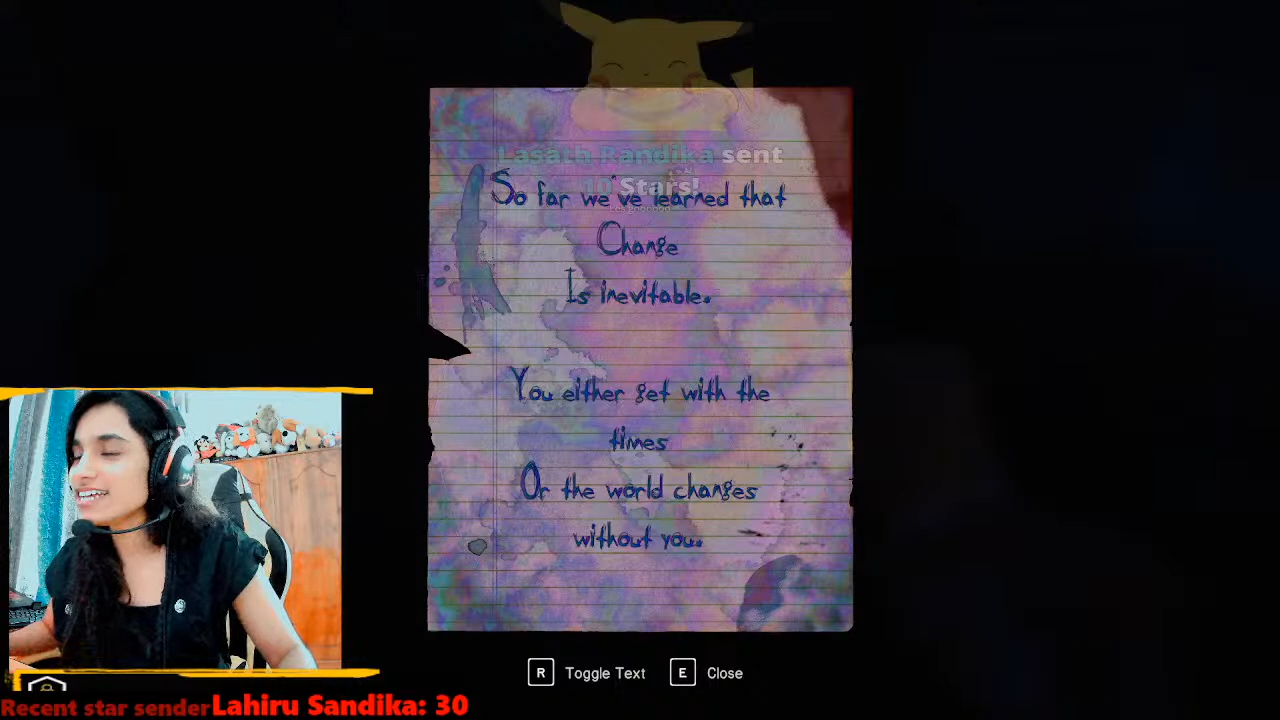 Lasath Randika sent
10 Stars!
So far we've learned that
Change
Is inevitable.
You either get with the
times
Or the world changes
without you.
R Toggle Text E Close
Recent star sender Lahiru Sandika: 30